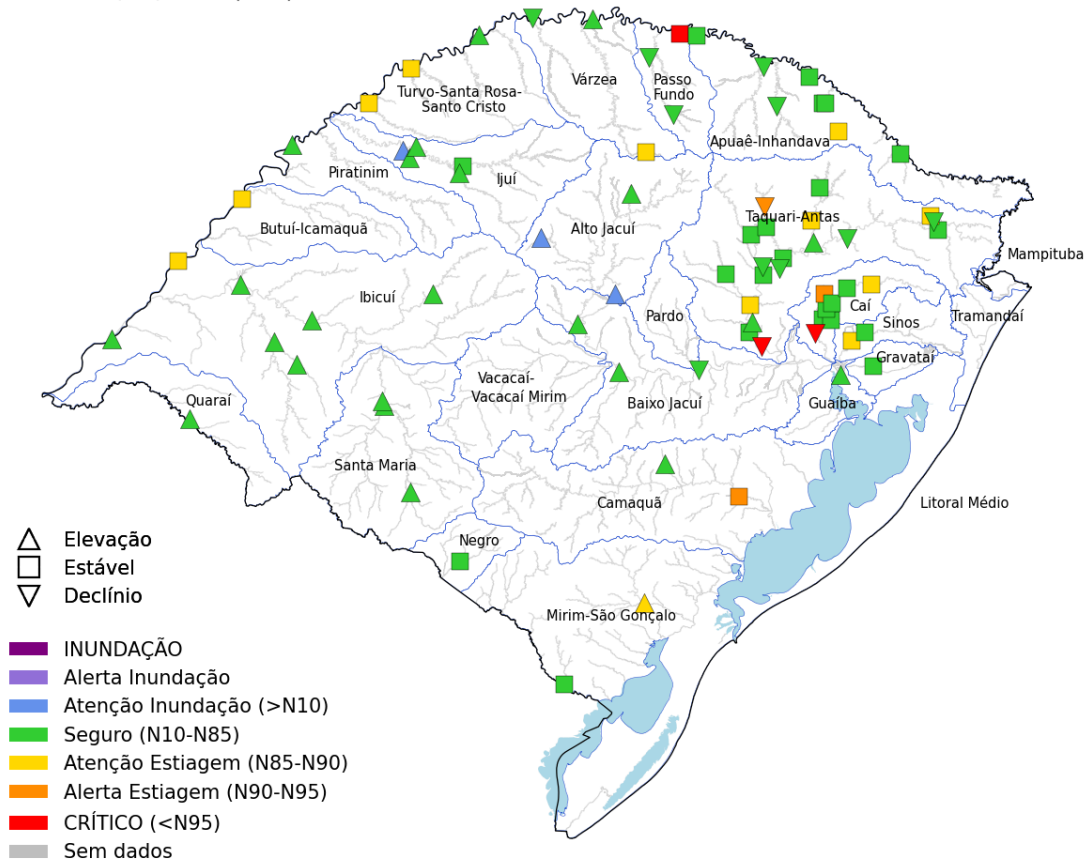 Várzea
Passo
Fundo
Turvo-Santa Rosa-
Santo Cristo
Apuaê-Inhandava
Piratinim
Ijuí
Taquari-Antas
Butuí-Icamaquã
Alto Jacuí
Mampituba
Ibicuí
Caí
Pardo
Sinos
Tramandaí
Gravataí
Vacacaí-
Vacacaí Mirim
Quaraí
Baixo Jacuí
Guaíba
Santa Maria
Camaquã
Litoral Médio
Negro
Mirim-São Gonçalo
Elevação
Estável
Declínio
INUNDAÇÃO
Alerta Inundação
Atenção Inundação (>N10)
Seguro (N10-N85)
Atenção Estiagem (N85-N90)
Alerta Estiagem (N90-N95)
CRÍTICO (<N95)
Sem dados